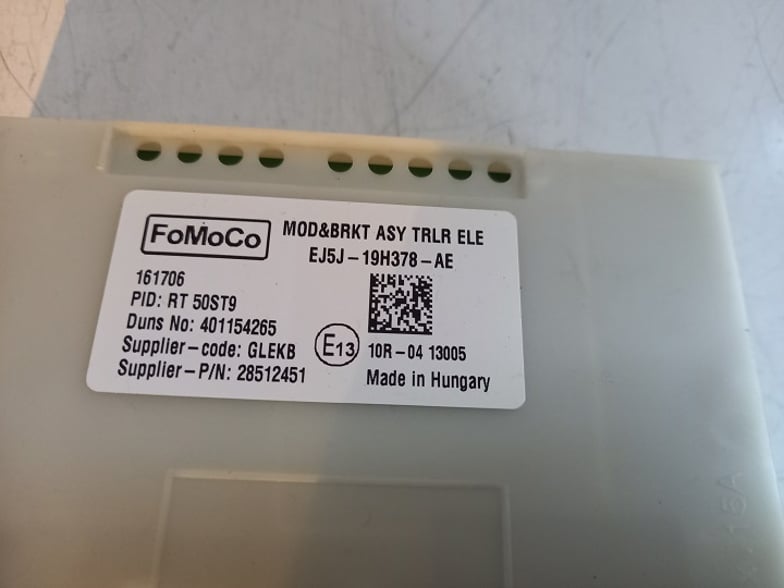 FoMoCo
MOD&BRKT ASY TRLR ELE
EJ5J-19H378-AE
161706
PID: RT 50ST9
Duns No: 401154265
Supplier-code: GLEKB
Supplier-P/N: 28512451
E13
10R-04 13005
Made in Hungary
15A